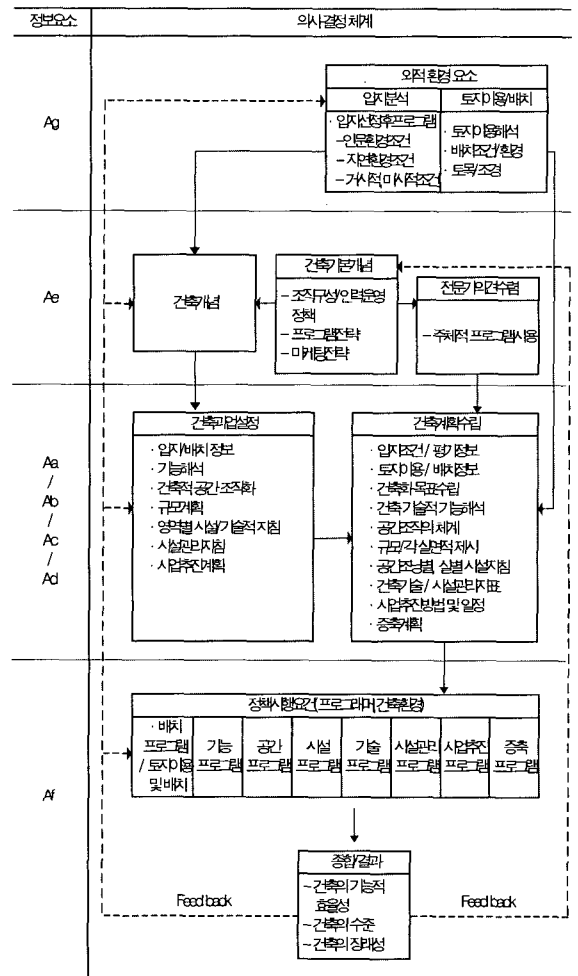 정보요소
의사결정 체계
Ag
외적 환경 요소
입지분석
토지이용/배치
· 입지선정후프로그램
– 인문환경조건
– 자연환경조건
– 거시적, 미시적조건
· 토지이용해석
· 배치조건/환경
· 토목/조경
Ae
건축개념
건축기본개념
– 조직규성/인력운영
정책
– 프로그램전략
– 마케팅전략
전문가의견수렴
– 주체적 프로그램사용
Aa
/
Ab
/
Ac
/
Ad
건축과업설정
· 입지/배치 정보
· 기능해석
· 건축적 공간 조직화
· 규모계획
· 영역별 시설/기술적 지침
· 시설관리지침
· 사업추진계획
건축계획수립
· 입지조건 / 평가정보
· 토지이용 / 배치정보
· 건축화 목표수립
· 건축 기술적 기능해석
· 공간조직의 체계
· 규모/각 실면적 제시
· 공간조닝별, 실별 시설지침
· 건축기술 / 시설관리지표
· 사업추진방법 및 일정
· 증축계획
Af
정책시행요건(프로그래머, 건축환경)
· 배치
프로그램
/ 토지이용
및 배치
기능
프로그램
공간
프로그램
시설
프로그램
기술
프로그램
시설관리
프로그램
사업추진
프로그램
증축
프로그램
종합/결과
– 건축의 기능적
효율성
– 건축의 수준
– 건축의 장래성
Feed back
Feed back